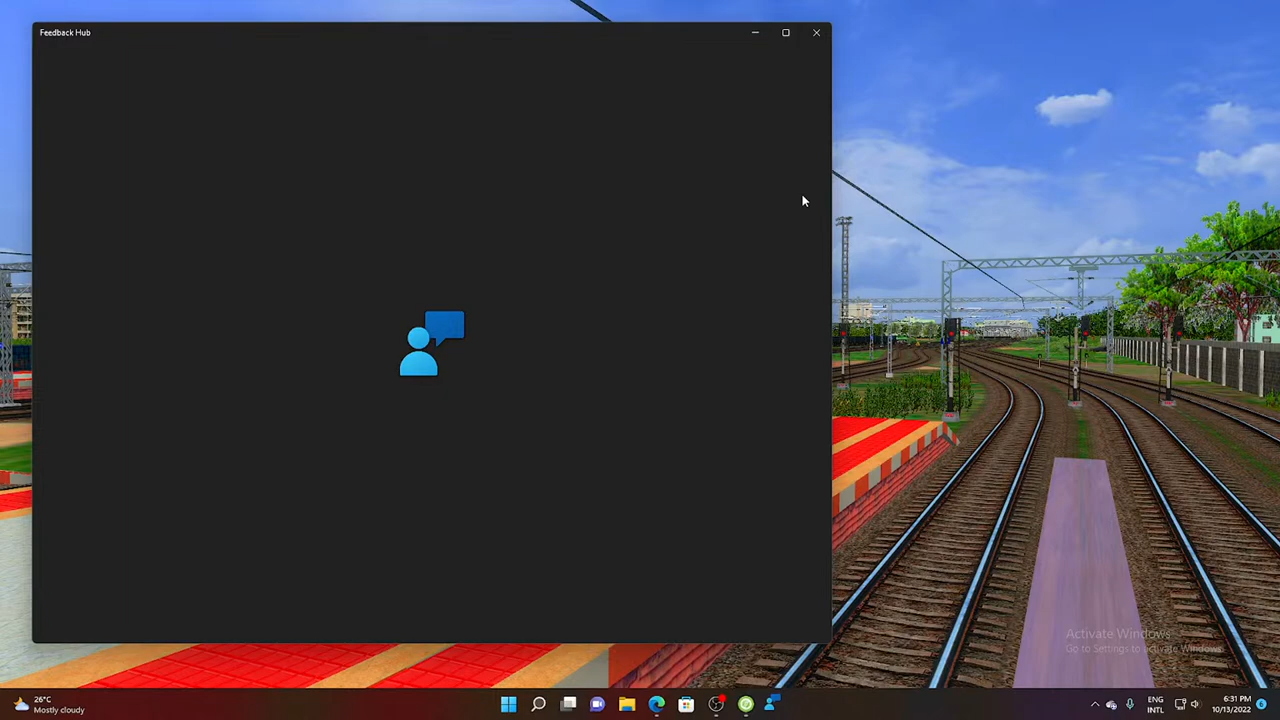 Feedback Hub
Activate Windows
Go to Settings to activate Windows.
26°C
Mostly cloudy
ENG
INTL
6:31 PM
10/13/2022
6